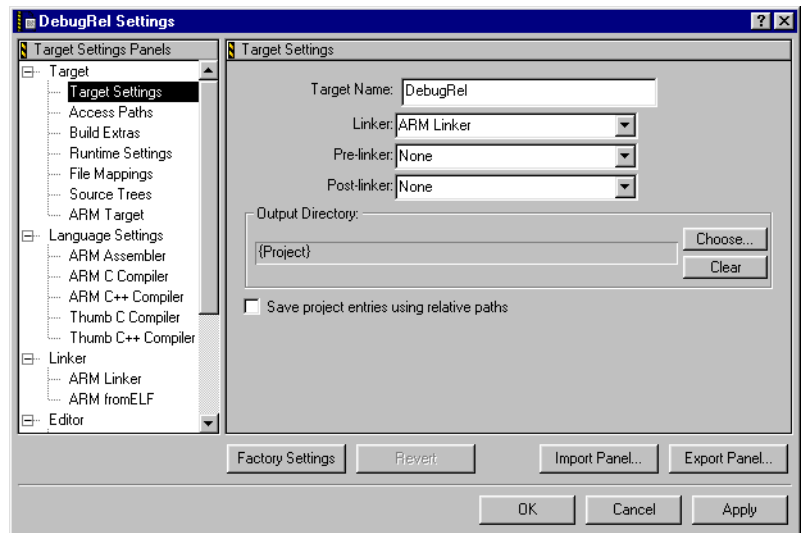 DebugRel Settings
Target Settings Panels
Target
Target Settings
Access Paths
Build Extras
Runtime Settings
File Mappings
Source Trees
ARM Target
Language Settings
ARM Assembler
ARM C Compiler
ARM C++ Compiler
Thumb C Compiler
Thumb C++ Compiler
Linker
ARM Linker
ARM fromELF
Editor
Target Settings
Target Name: DebugRel
Linker: ARM Linker
Pre-linker: None
Post-linker: None
Output Directory:
{Project}
Choose...
Clear
Save project entries using relative paths
Factory Settings Revert Import Panel... Export Panel...
OK Cancel Apply